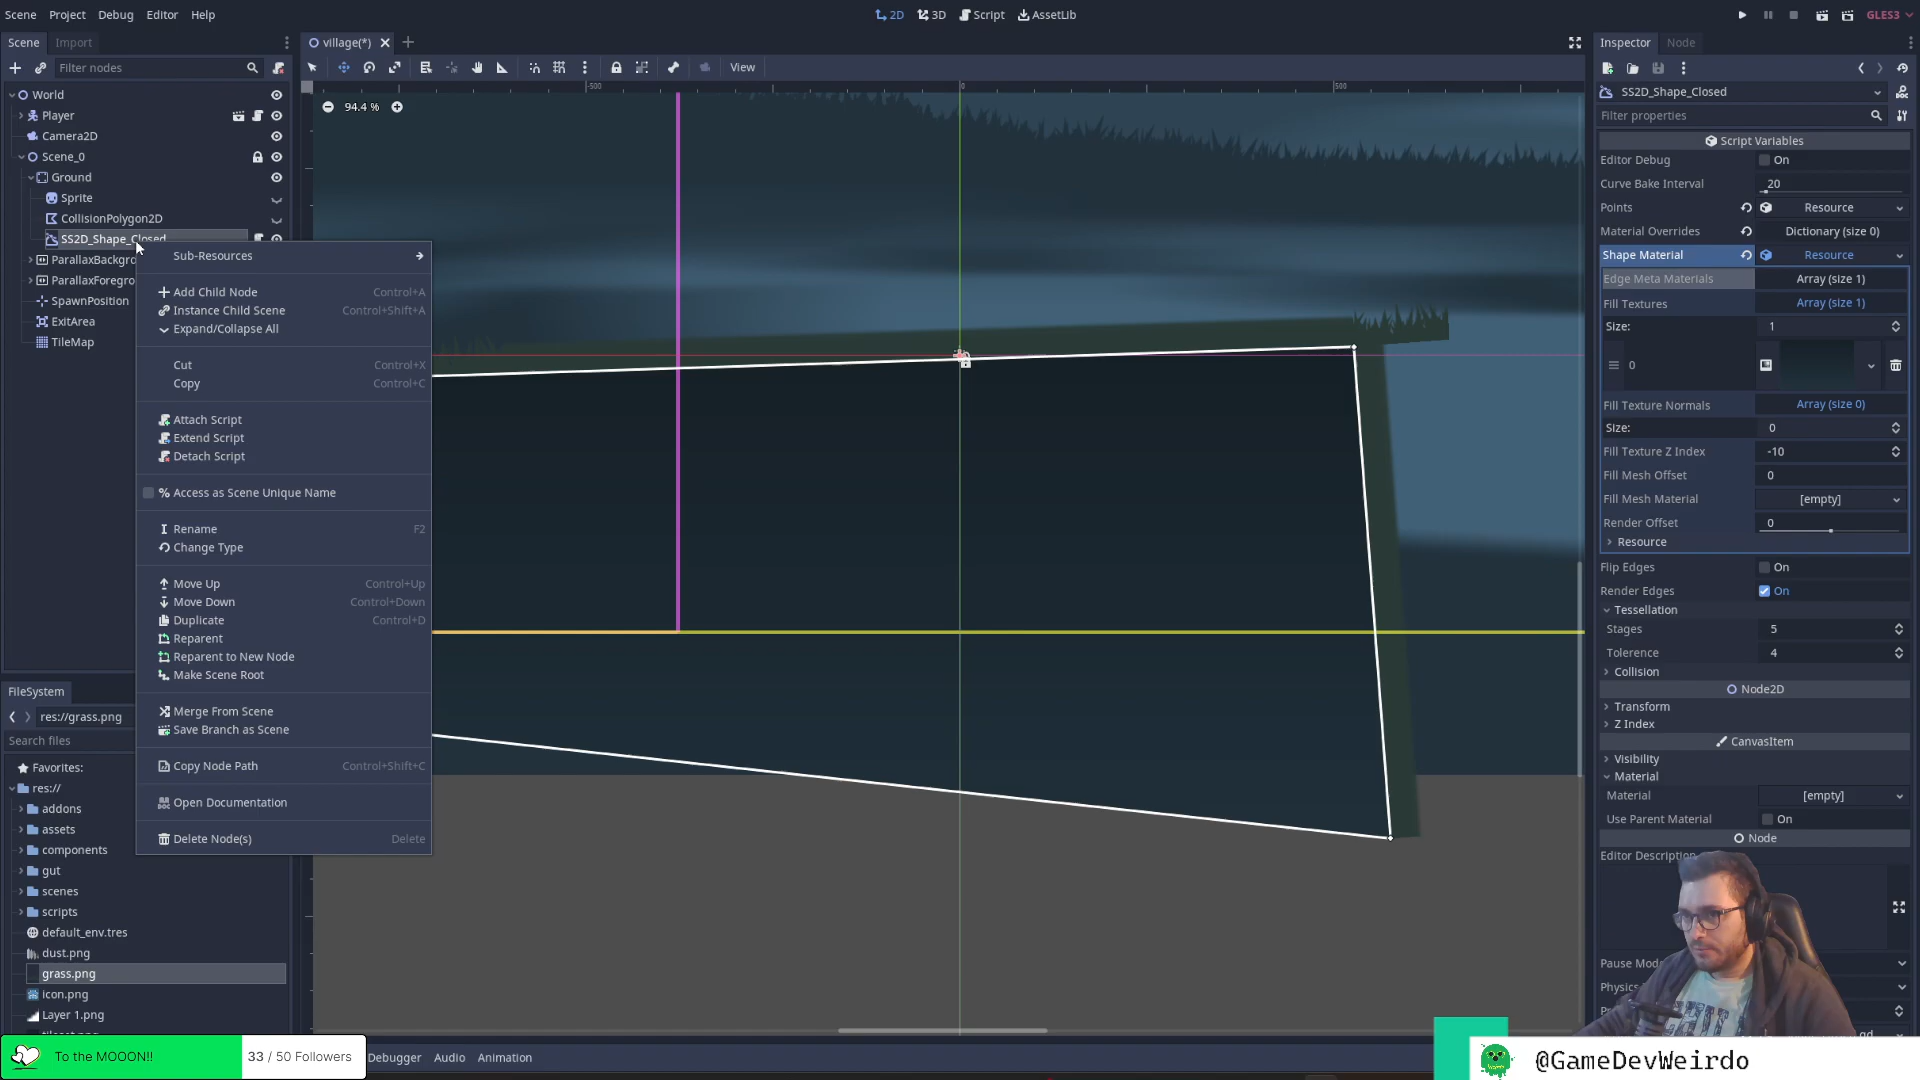 Scene Project Debug Editor Help
2D 3D Script AssetLib
GLES3
Scene Import
village(*)
Inspector Node
Filter nodes
View
SS2D_Shape_Closed
Filter properties
94.4 %
-500 0 500
World
Player
Camera2D
Scene_0
Ground
Sprite
CollisionPolygon2D
SS2D_Shape_Closed
ParallaxBackgro
ParallaxForegro
SpawnPosition
ExitArea
TileMap
Sub-Resources
Add Child Node Control+A
Instance Child Scene Control+Shift+A
Expand/Collapse All
Cut Control+X
Copy Control+C
Attach Script
Extend Script
Detach Script
% Access as Scene Unique Name
Rename F2
Change Type
Move Up Control+Up
Move Down Control+Down
Duplicate Control+D
Reparent
Reparent to New Node
Make Scene Root
Merge From Scene
Save Branch as Scene
Copy Node Path Control+Shift+C
Open Documentation
Delete Node(s) Delete
FileSystem
res://grass.png
Search files
Favorites:
res://
addons
assets
components
gut
scenes
scripts
default_env.tres
dust.png
grass.png
icon.png
Layer 1.png
Script Variables
Editor Debug On
Curve Bake Interval 20
Points Resource
Material Overrides Dictionary (size 0)
Shape Material Resource
Edge Meta Materials Array (size 1)
Fill Textures Array (size 1)
Size: 1
0
Fill Texture Normals Array (size 0)
Size: 0
Fill Texture Z Index -10
Fill Mesh Offset 0
Fill Mesh Material [empty]
Render Offset 0
Resource
Flip Edges On
Render Edges On
Tessellation
Stages 5
Tolerence 4
Collision
Node2D
Transform
Z Index
CanvasItem
Visibility
Material
Material [empty]
Use Parent Material On
Node
Editor Description
Pause Mod
Physics
To the MOOON!!
33 / 50 Followers
Debugger Audio Animation
@GameDevWeirdo